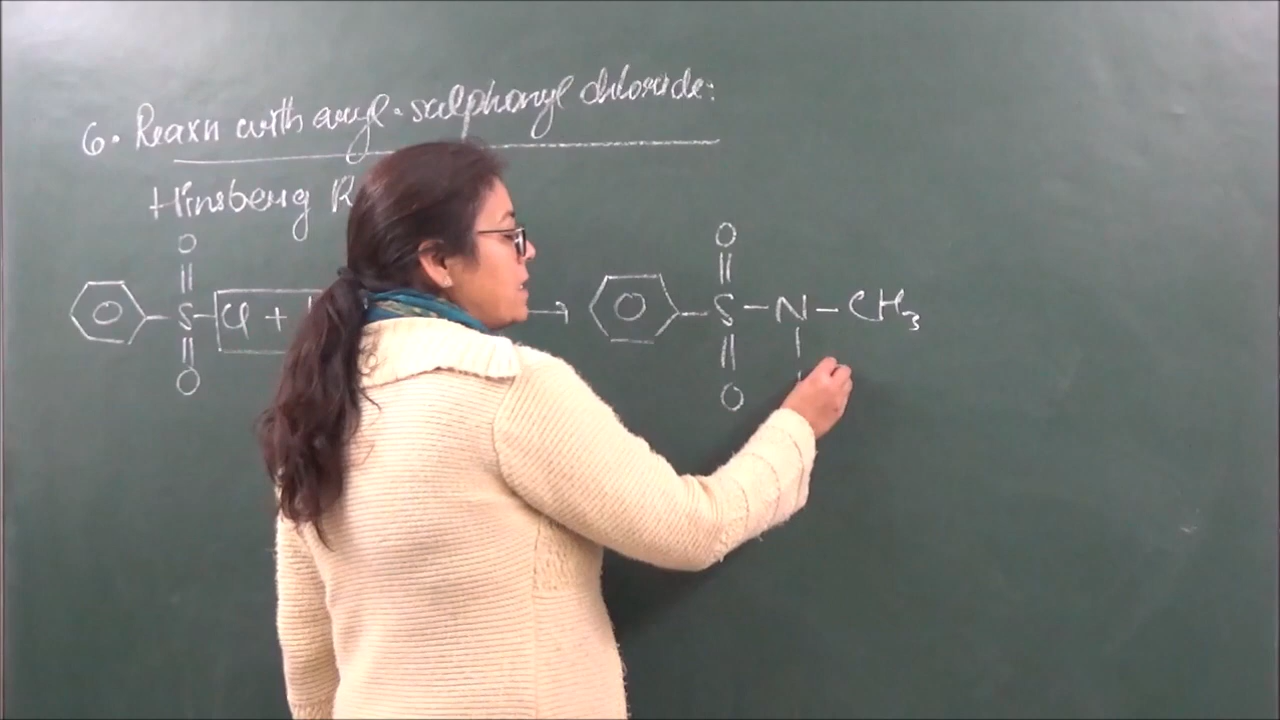 6. Reaxn with aryl-sulphonyl chloride:
Hinsberg R
O O
S Cl + → S - N - CH3
O O